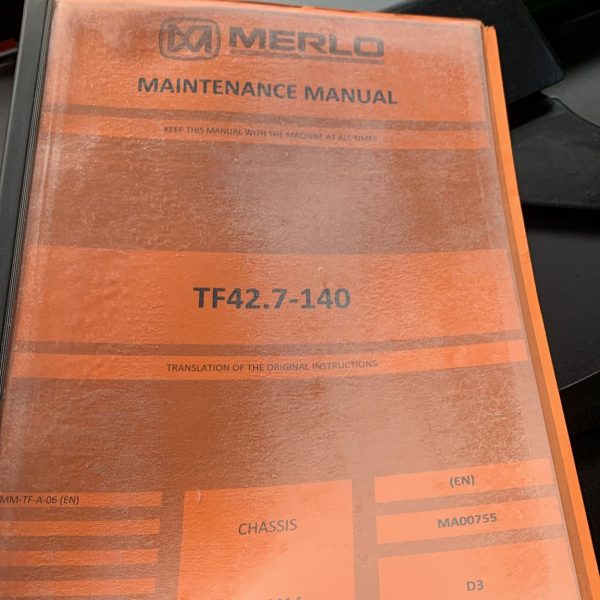 MERLO
MAINTENANCE MANUAL
KEEP THIS MANUAL WITH THE MACHINE AT ALL TIMES
TF42.7-140
TRANSLATION OF THE ORIGINAL INSTRUCTIONS
MM-TF-A-06 (EN)
CHASSIS
(EN)
MA00755
D3